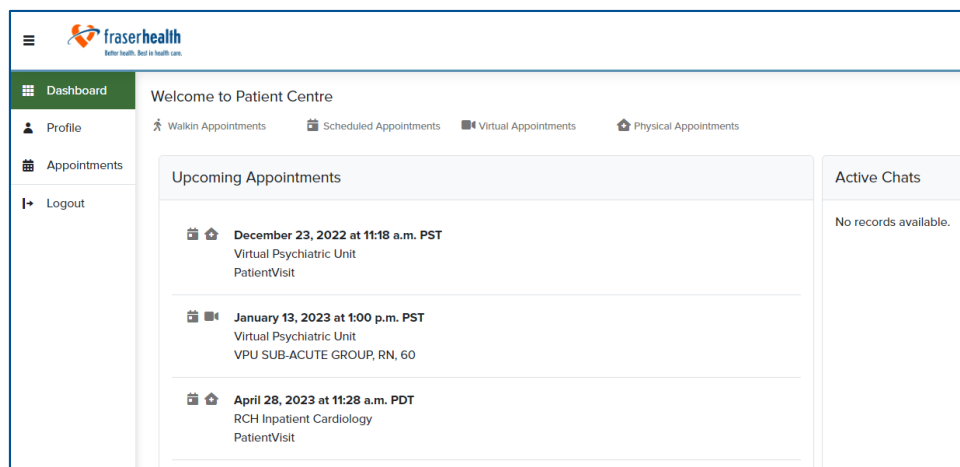 fraserhealth
Better health. Best in health care.
Dashboard
Profile
Appointments
Logout
Welcome to Patient Centre
Walkin Appointments Scheduled Appointments Virtual Appointments Physical Appointments
Upcoming Appointments
December 23, 2022 at 11:18 a.m. PST
Virtual Psychiatric Unit
PatientVisit
January 13, 2023 at 1:00 p.m. PST
Virtual Psychiatric Unit
VPU SUB-ACUTE GROUP, RN, 60
April 28, 2023 at 11:28 a.m. PDT
RCH Inpatient Cardiology
PatientVisit
Active Chats
No records available.